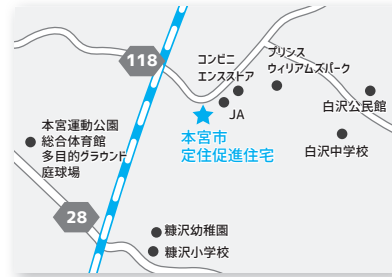 118
コンビニ
エンスストア
プリンス
ウィリアムズパーク
JA
白沢公民館
本宮市
定住促進住宅
白沢中学校
本宮運動公園
総合体育館
多目的グラウンド
庭球場
28
糠沢幼稚園
糠沢小学校